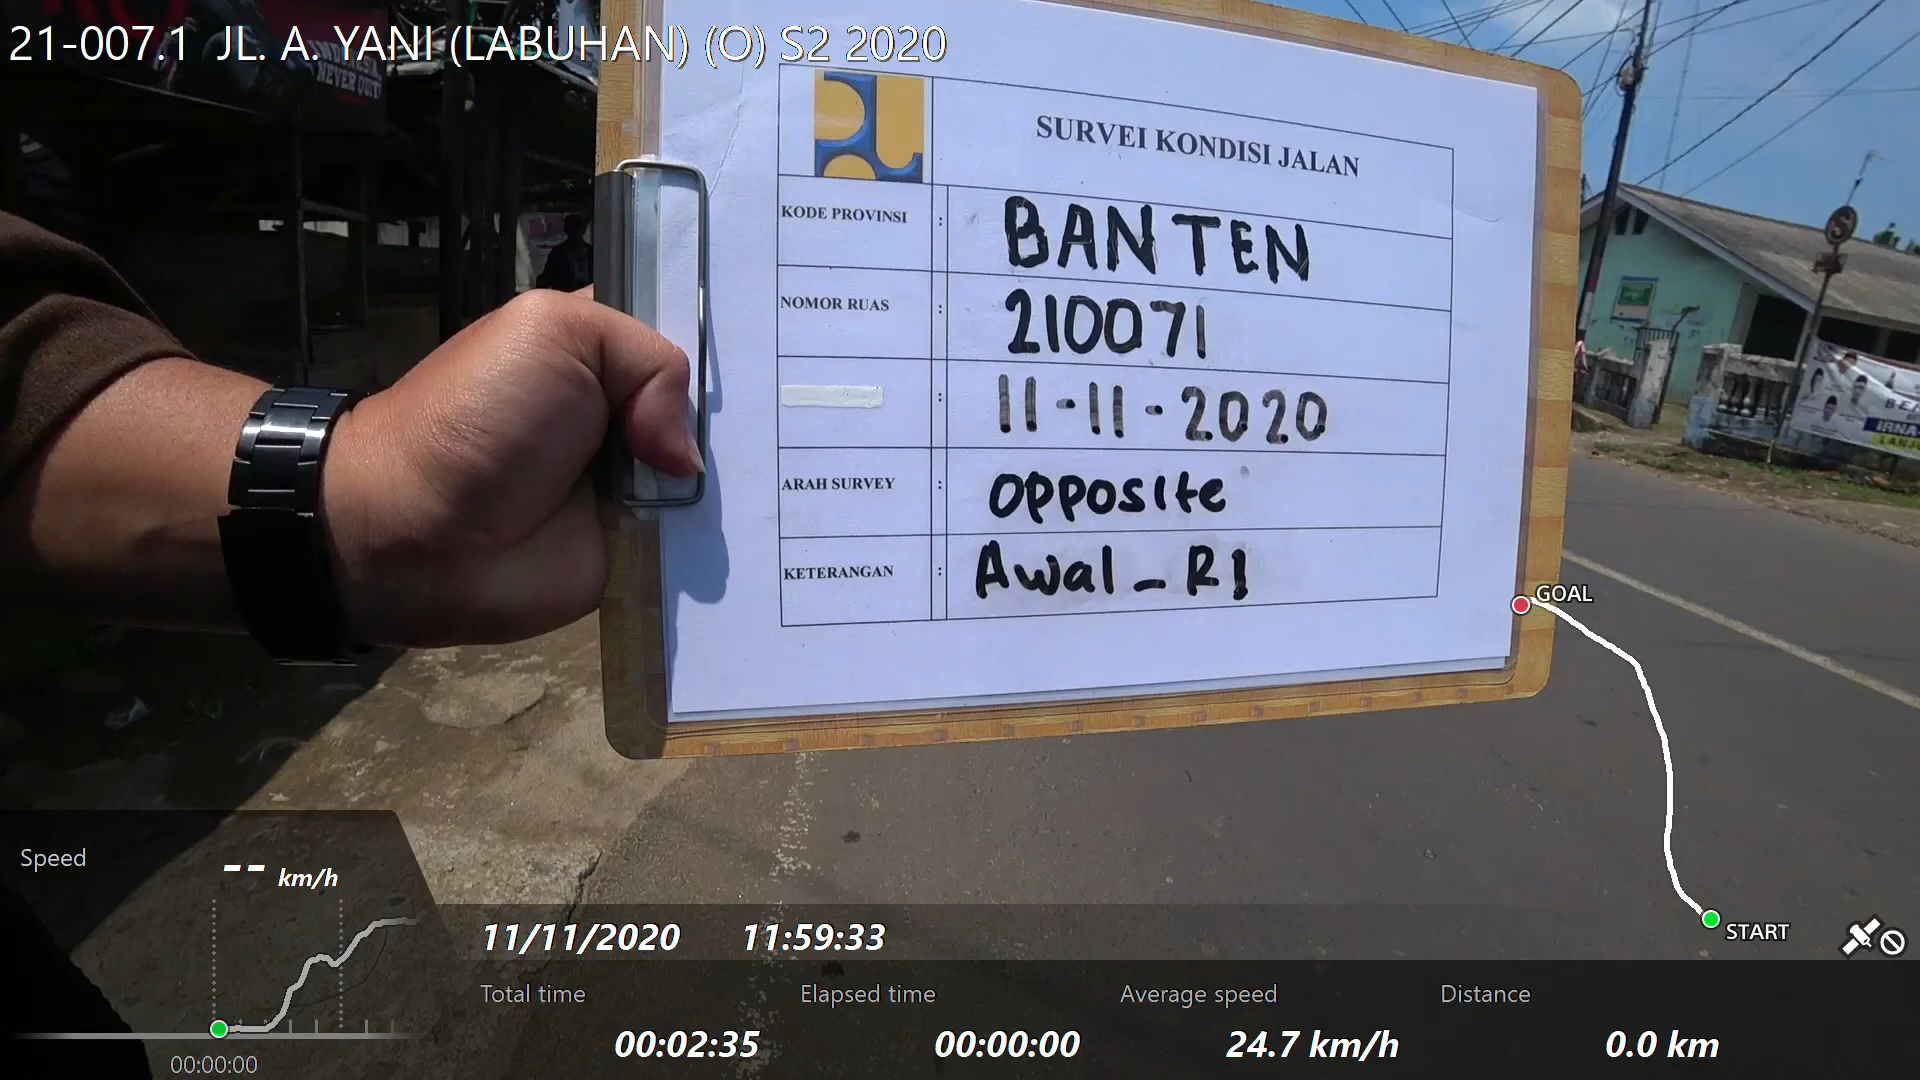 21-007.1 JL. A. YANI (LABUHAN) (O) S2 2020
NEVER QUIT
SURVEI KONDISI JALAN
KODE PROVINSI : BANTEN
NOMOR RUAS : 210071
: 11-11-2020
ARAH SURVEY : opposite
KETERANGAN : Awal_R1
GOAL
START
Speed
-- km/h
00:00:00
11/11/2020 11:59:33
Total time Elapsed time Average speed Distance
00:02:35 00:00:00 24.7 km/h 0.0 km